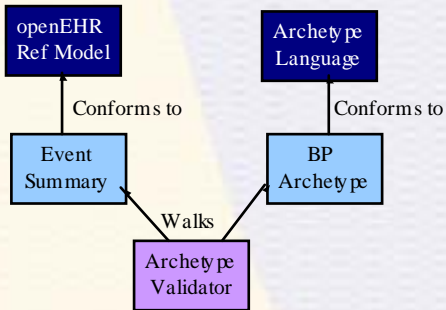 openEHR
Ref Model
Archetype
Language
Conforms to
Conforms to
Event
Summary
BP
Archetype
Walks
Archetype
Validator